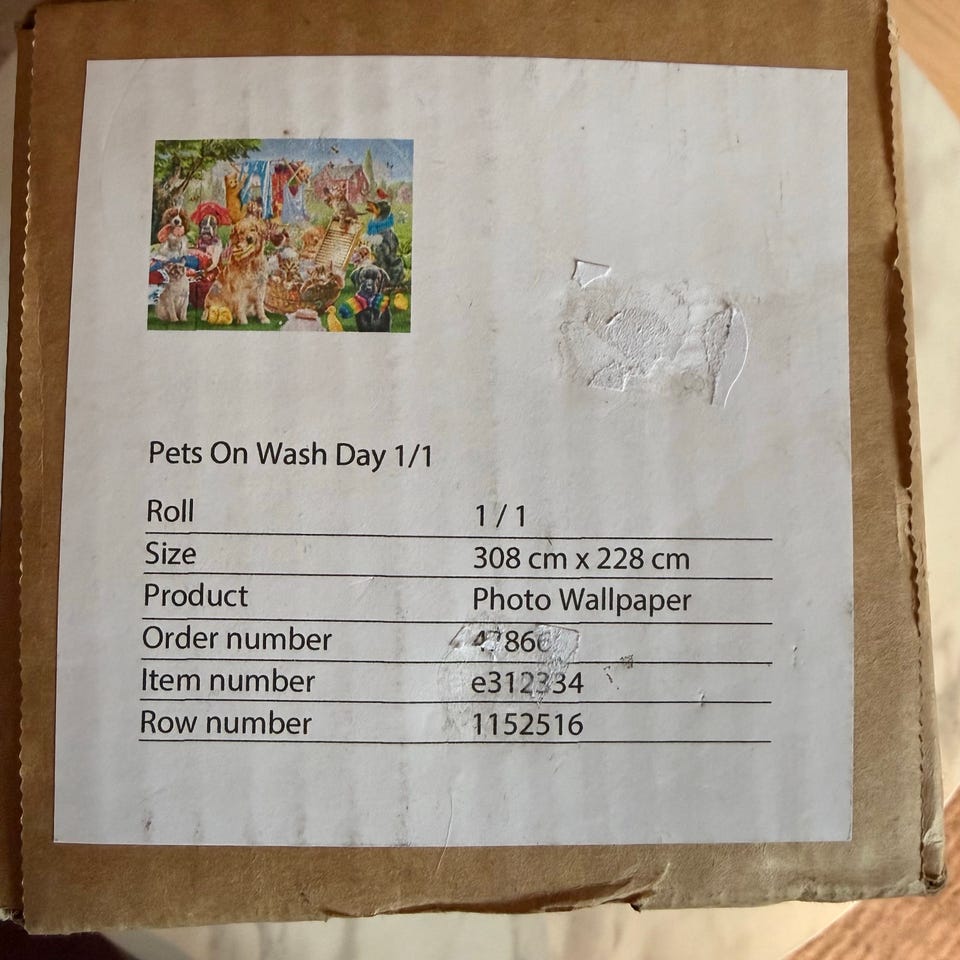 Pets On Wash Day 1/1
Roll 1 / 1
Size 308 cm x 228 cm
Product Photo Wallpaper
Order number
Item number e312334
Row number 1152516